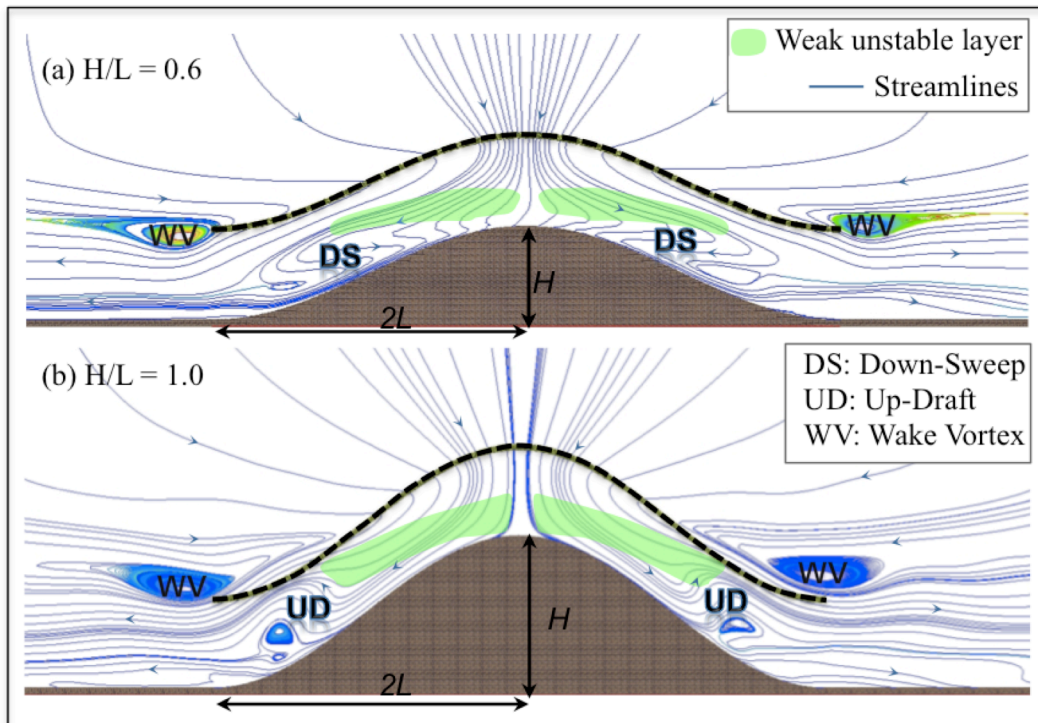 (a) H/L = 0.6
Weak unstable layer
Streamlines
WV
WV
DS
DS
H
2L
(b) H/L = 1.0
DS: Down-Sweep
UD: Up-Draft
WV: Wake Vortex
WV
WV
UD
UD
H
2L